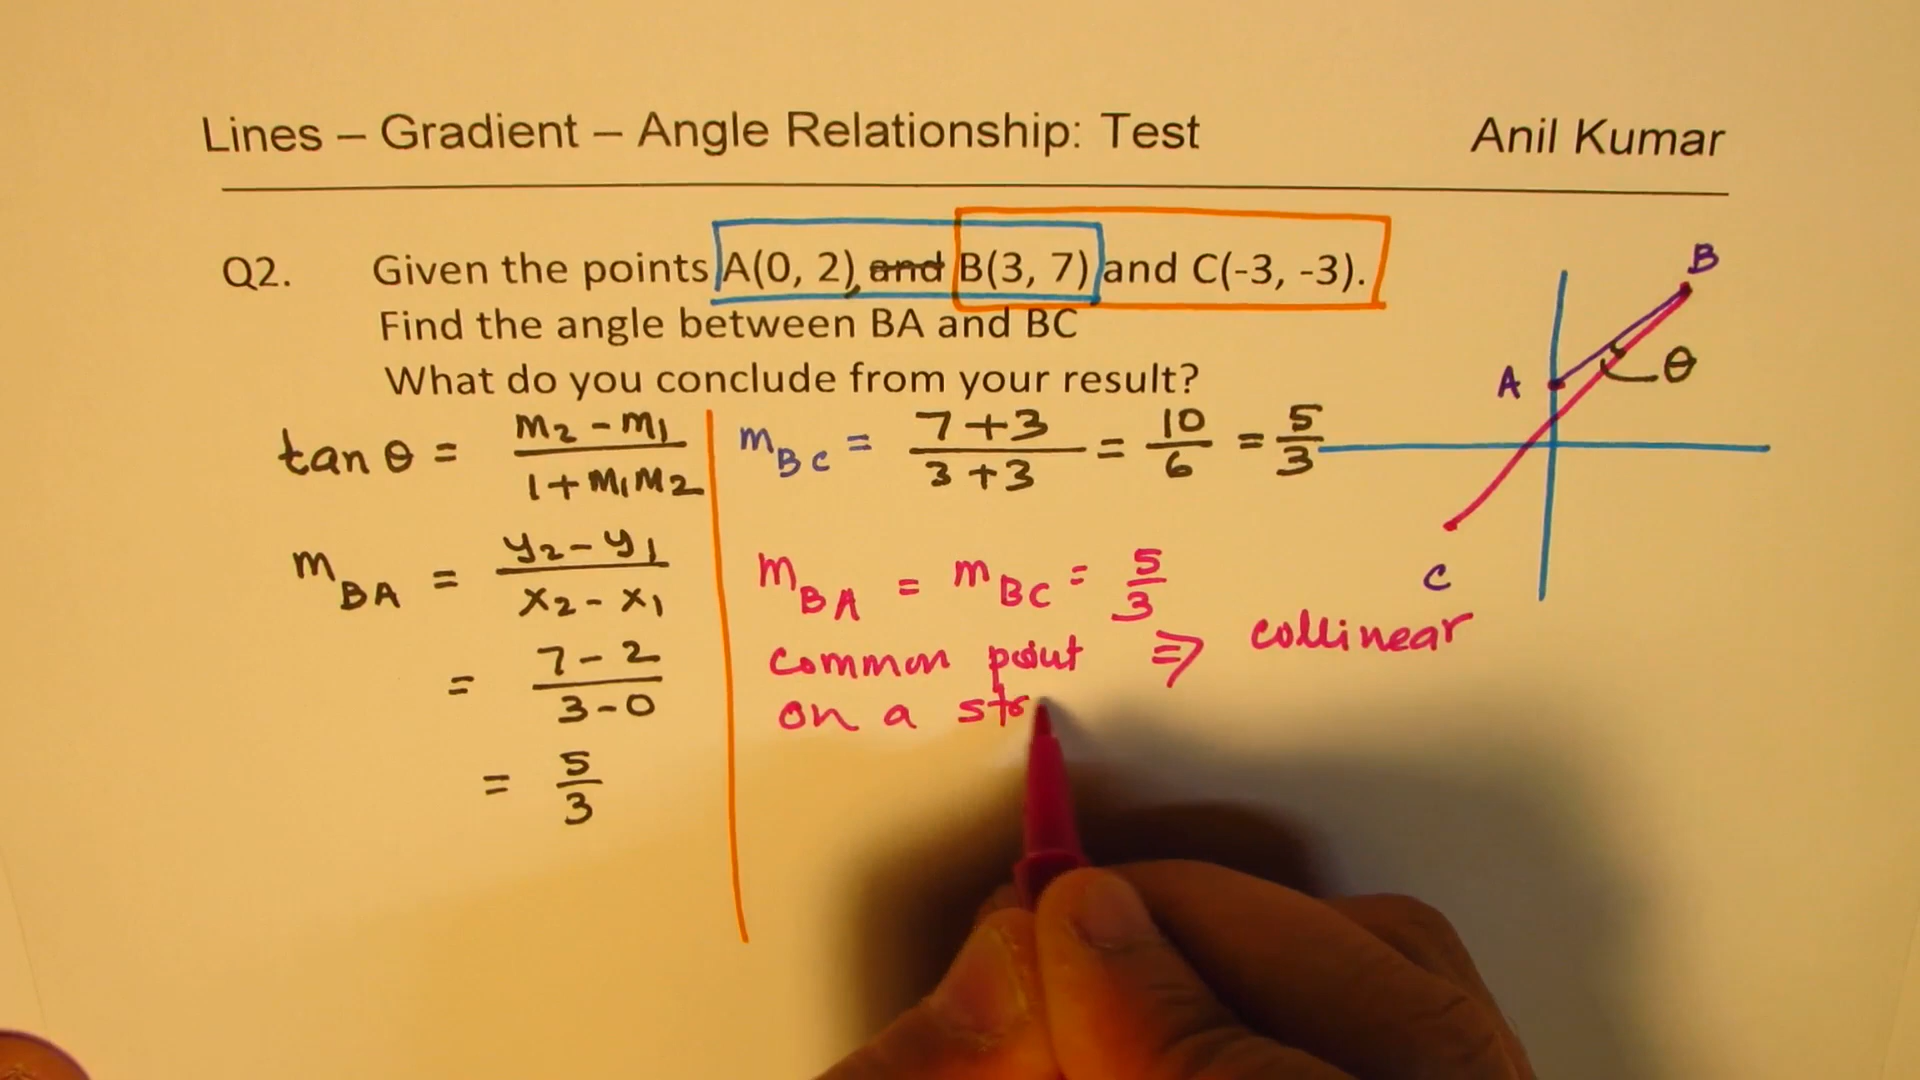 Lines – Gradient – Angle Relationship: Test
Anil Kumar
Q2. Given the points A(0, 2), and B(3, 7) and C(-3, -3).
Find the angle between BA and BC
What do you conclude from your result?
tan θ = (m2 - m1)/(1 + m1m2)
mBA = (y2 - y1)/(x2 - x1)
= (7 - 2)/(3 - 0)
= 5/3
mBC = (7 + 3)/(3 + 3) = 10/6 = 5/3
mBA = mBC = 5/3
common point ⇒ collinear
on a str
B
A
θ
C